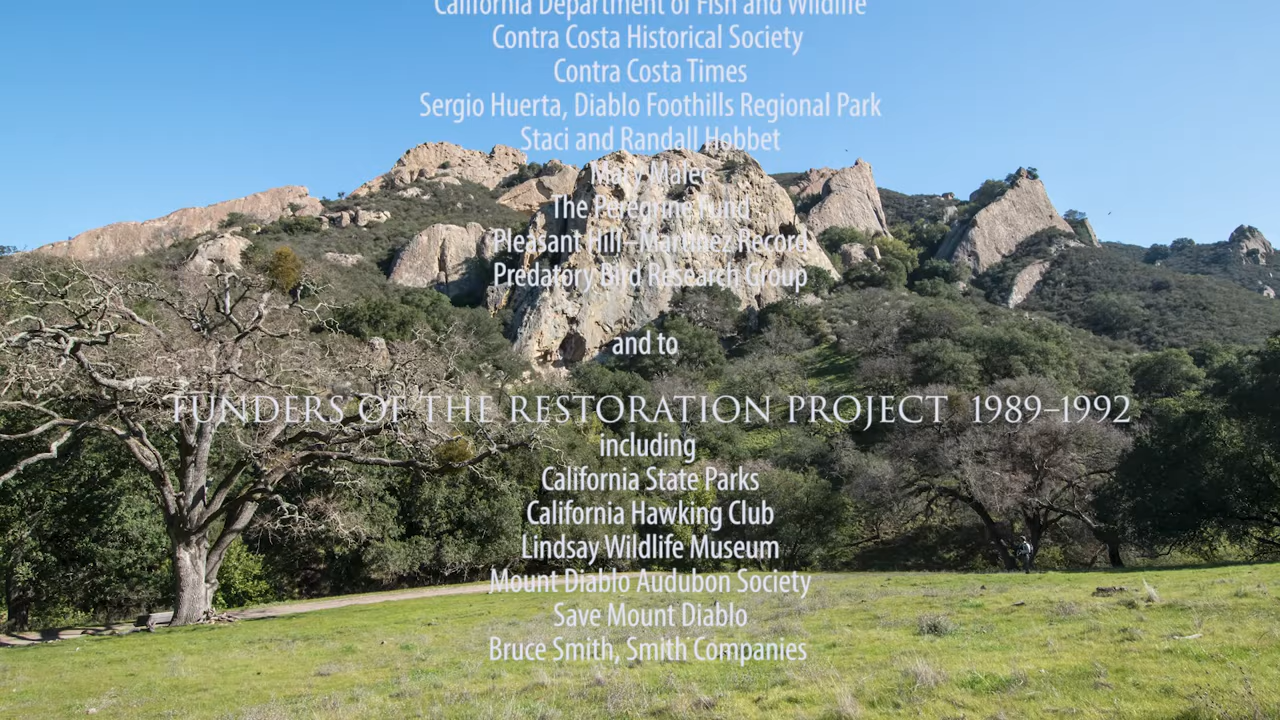 California Department of Fish and Wildlife
Contra Costa Historical Society
Contra Costa Times
Sergio Huerta, Diablo Foothills Regional Park
Staci and Randall Hobbet
Mary Malec
The Peregrine Fund
Pleasant Hill–Martinez Record
Predatory Bird Research Group
and to
FUNDERS OF THE RESTORATION PROJECT 1989–1992
including
California State Parks
California Hawking Club
Lindsay Wildlife Museum
Mount Diablo Audubon Society
Save Mount Diablo
Bruce Smith, Smith Companies